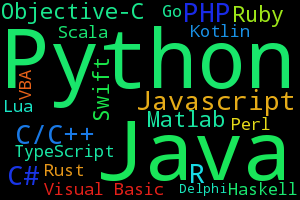 Objective-C
Go
PHP
Ruby
Scala
Kotlin
Python
VBA
Swift
Lua
Javascript
Matlab
Perl
C/C++
Java
TypeScript
C#
Rust
R
Visual Basic
Delphi
Haskell